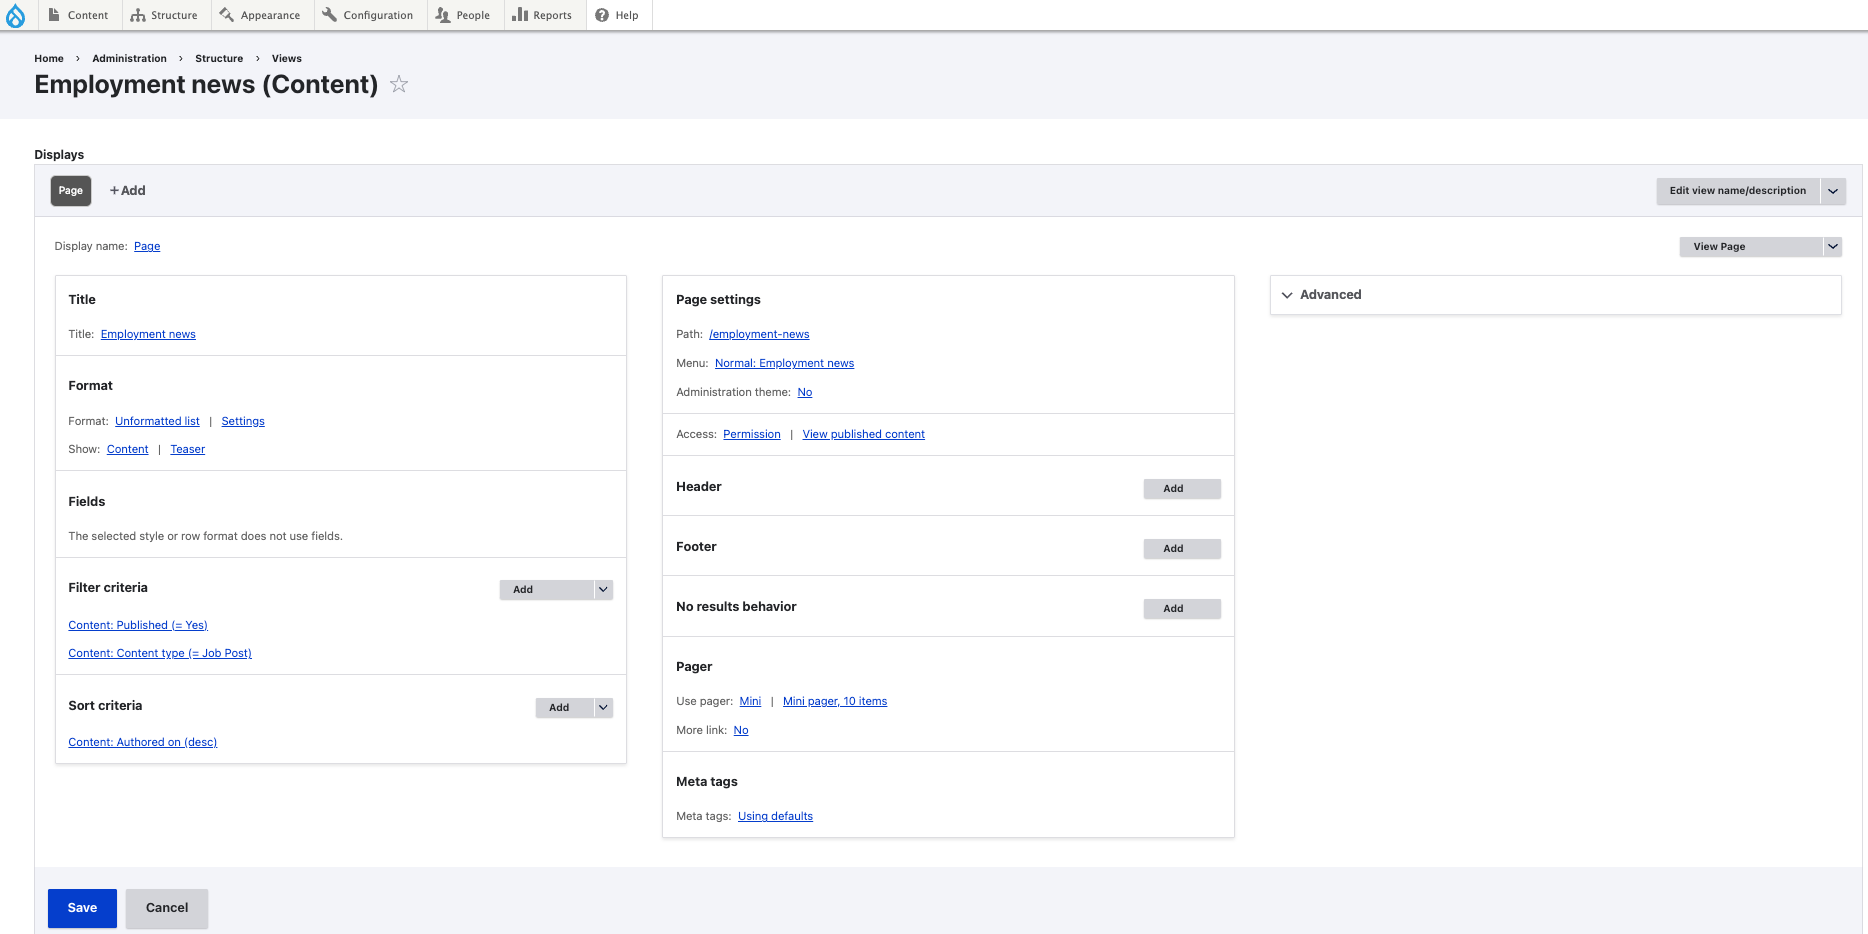 Content Structure Appearance Configuration People Reports Help
Home › Administration › Structure › Views
Employment news (Content)
Displays
Page +Add Edit view name/description
Display name: Page View Page
Title
Title: Employment news
Format
Format: Unformatted list | Settings
Show: Content | Teaser
Fields
The selected style or row format does not use fields.
Filter criteria Add
Content: Published (= Yes)
Content: Content type (= Job Post)
Sort criteria Add
Content: Authored on (desc)
Page settings
Path: /employment-news
Menu: Normal: Employment news
Administration theme: No
Access: Permission | View published content
Header Add
Footer Add
No results behavior Add
Pager
Use pager: Mini | Mini pager, 10 items
More link: No
Meta tags
Meta tags: Using defaults
Advanced
Save Cancel